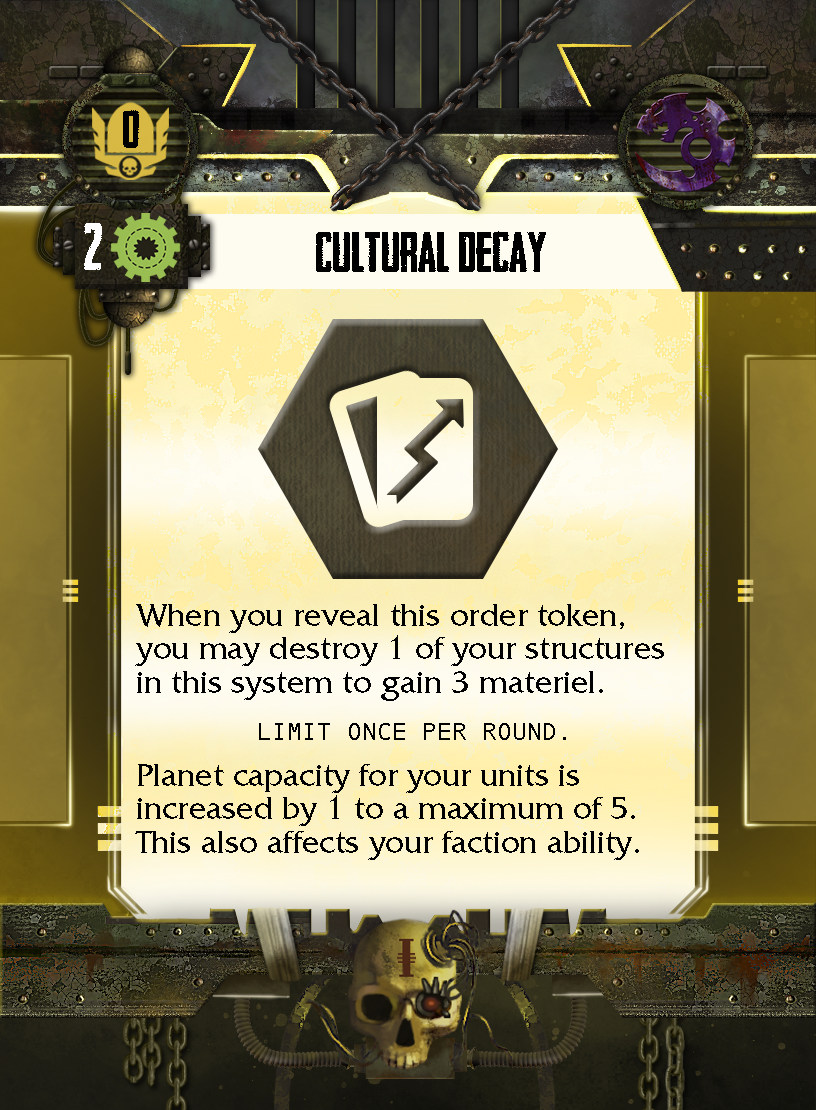 0
2
CULTURAL DECAY
When you reveal this order token,
you may destroy 1 of your structures
in this system to gain 3 materiel.
LIMIT ONCE PER ROUND.
Planet capacity for your units is
increased by 1 to a maximum of 5.
This also affects your faction ability.
I